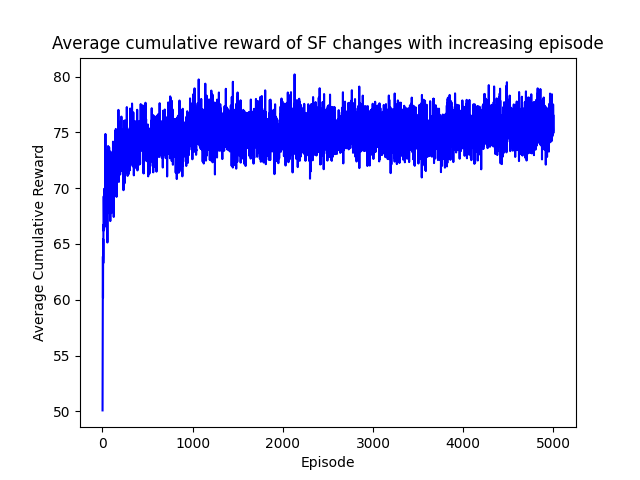 Average cumulative reward of SF changes with increasing episode
80
75
70
65
60
55
50
Average Cumulative Reward
0 1000 2000 3000 4000 5000
Episode